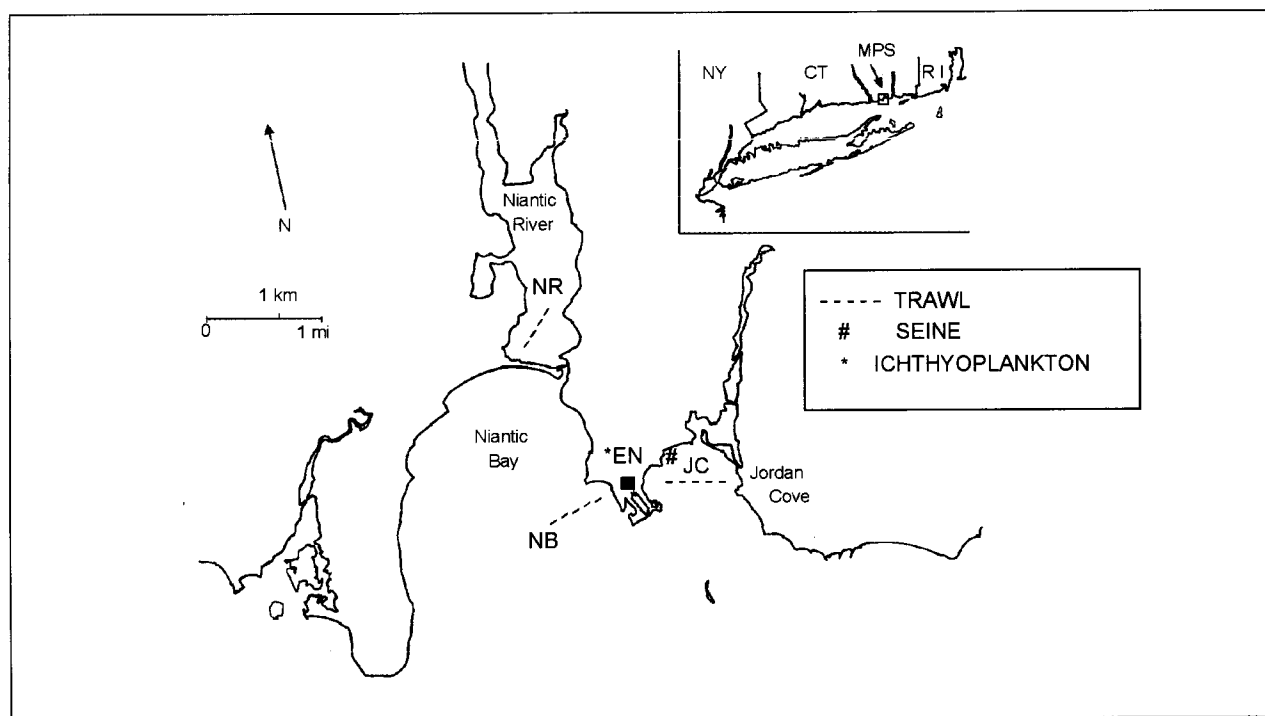 MPS
NY
CT
RI
N
Niantic
River
1 km
0
1 mi
NR
----- TRAWL
# SEINE
* ICHTHYOPLANKTON
Niantic
Bay
*EN
#
JC
Jordan
Cove
NB